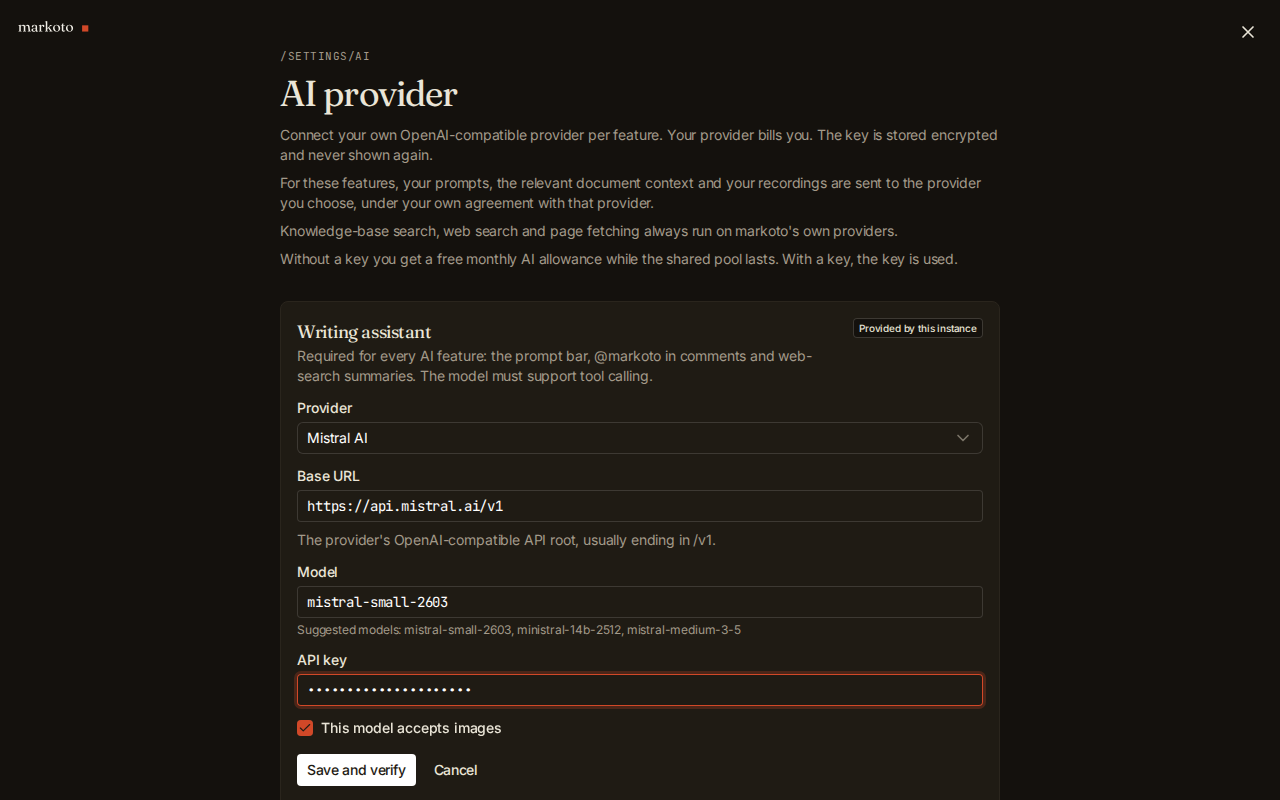 markoto
/SETTINGS/AI
AI provider
Connect your own OpenAI-compatible provider per feature. Your provider bills you. The key is stored encrypted
and never shown again.
For these features, your prompts, the relevant document context and your recordings are sent to the provider
you choose, under your own agreement with that provider.
Knowledge-base search, web search and page fetching always run on markoto's own providers.
Without a key you get a free monthly AI allowance while the shared pool lasts. With a key, the key is used.
Writing assistant
Provided by this instance
Required for every AI feature: the prompt bar, @markoto in comments and web-
search summaries. The model must support tool calling.
Provider
Mistral AI
Base URL
https://api.mistral.ai/v1
The provider's OpenAI-compatible API root, usually ending in /v1.
Model
mistral-small-2603
Suggested models: mistral-small-2603, ministral-14b-2512, mistral-medium-3-5
API key
•••••••••••••••••••••
This model accepts images
Save and verify
Cancel